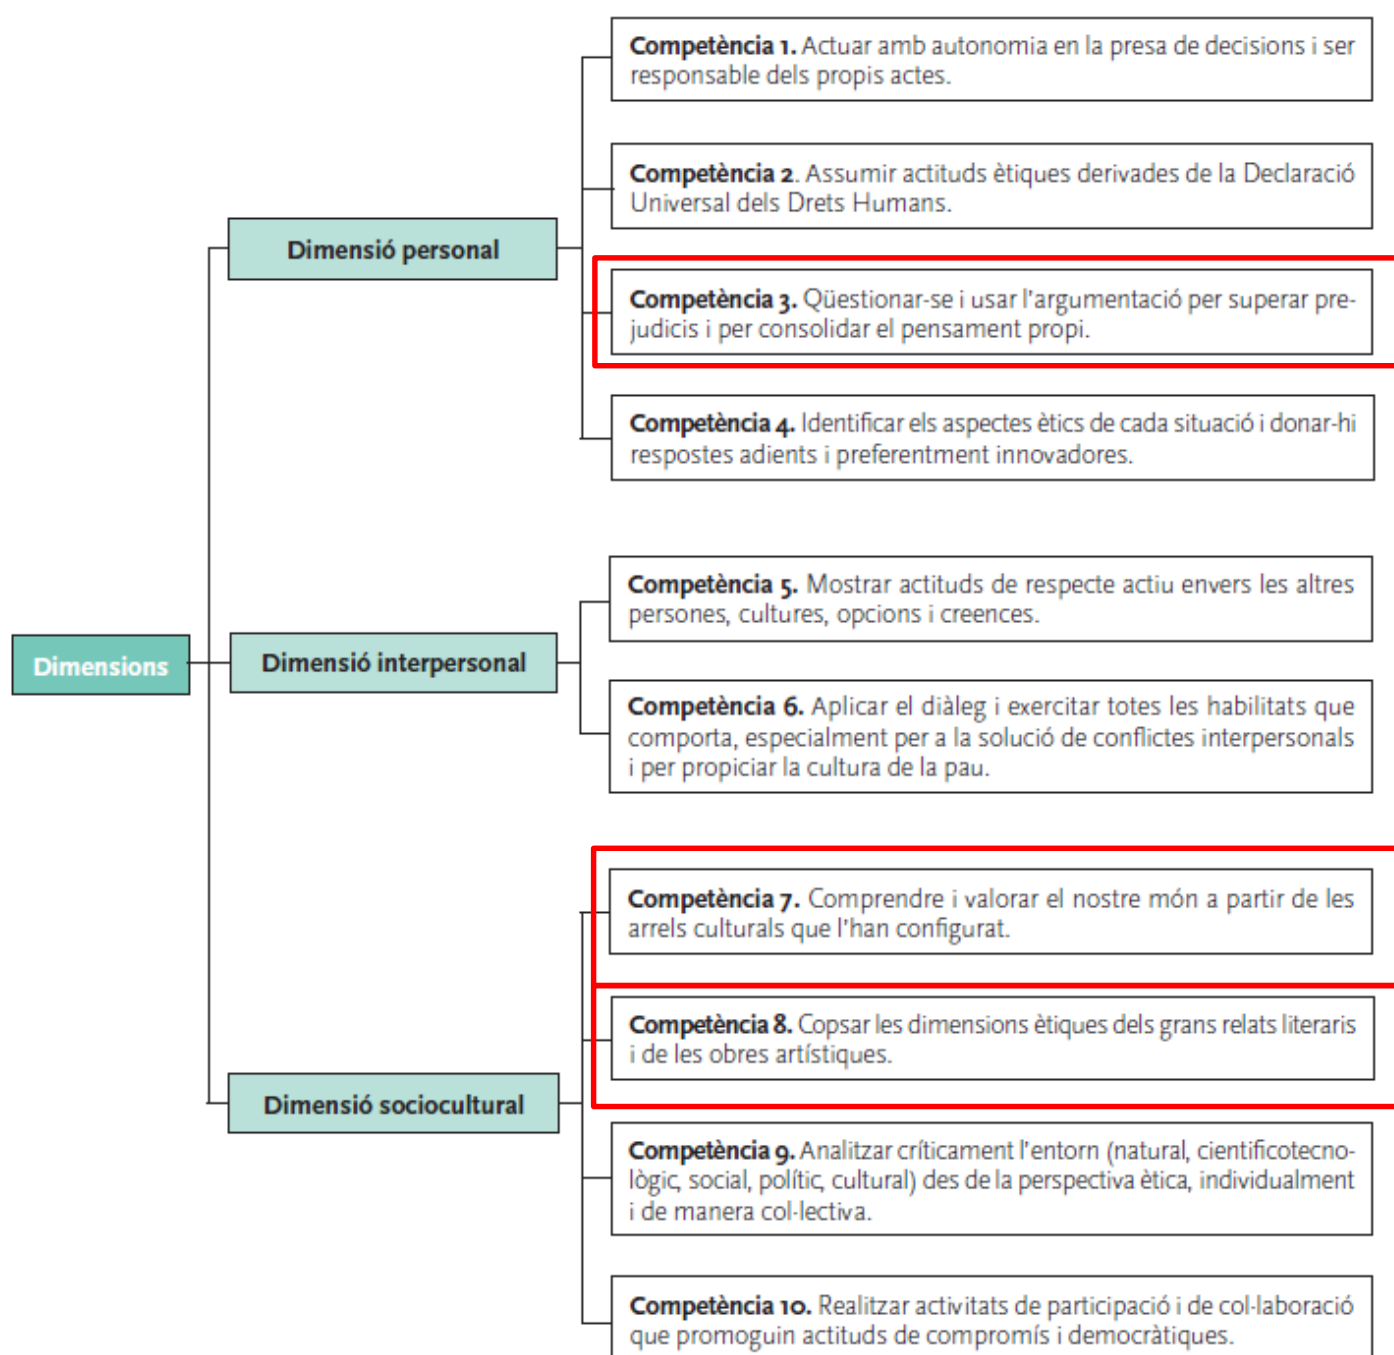 Dimensions
Dimensió personal
Competència 1. Actuar amb autonomia en la presa de decisions i ser
responsable dels propis actes.
Competència 2. Assumir actituds ètiques derivades de la Declaració
Universal dels Drets Humans.
Competència 3. Qüestionar-se i usar l'argumentació per superar pre-
judicis i per consolidar el pensament propi.
Competència 4. Identificar els aspectes ètics de cada situació i donar-hi
respostes adients i preferentment innovadores.
Dimensió interpersonal
Competència 5. Mostrar actituds de respecte actiu envers les altres
persones, cultures, opcions i creences.
Competència 6. Aplicar el diàleg i exercitar totes les habilitats que
comporta, especialment per a la solució de conflictes interpersonals
i per propiciar la cultura de la pau.
Dimensió sociocultural
Competència 7. Comprendre i valorar el nostre món a partir de les
arrels culturals que l'han configurat.
Competència 8. Copsar les dimensions ètiques dels grans relats literaris
i de les obres artístiques.
Competència 9. Analitzar críticament l'entorn (natural, cientificotecno-
lògic, social, polític, cultural) des de la perspectiva ètica, individualment
i de manera col·lectiva.
Competència 10. Realitzar activitats de participació i de col·laboració
que promoguin actituds de compromís i democràtiques.